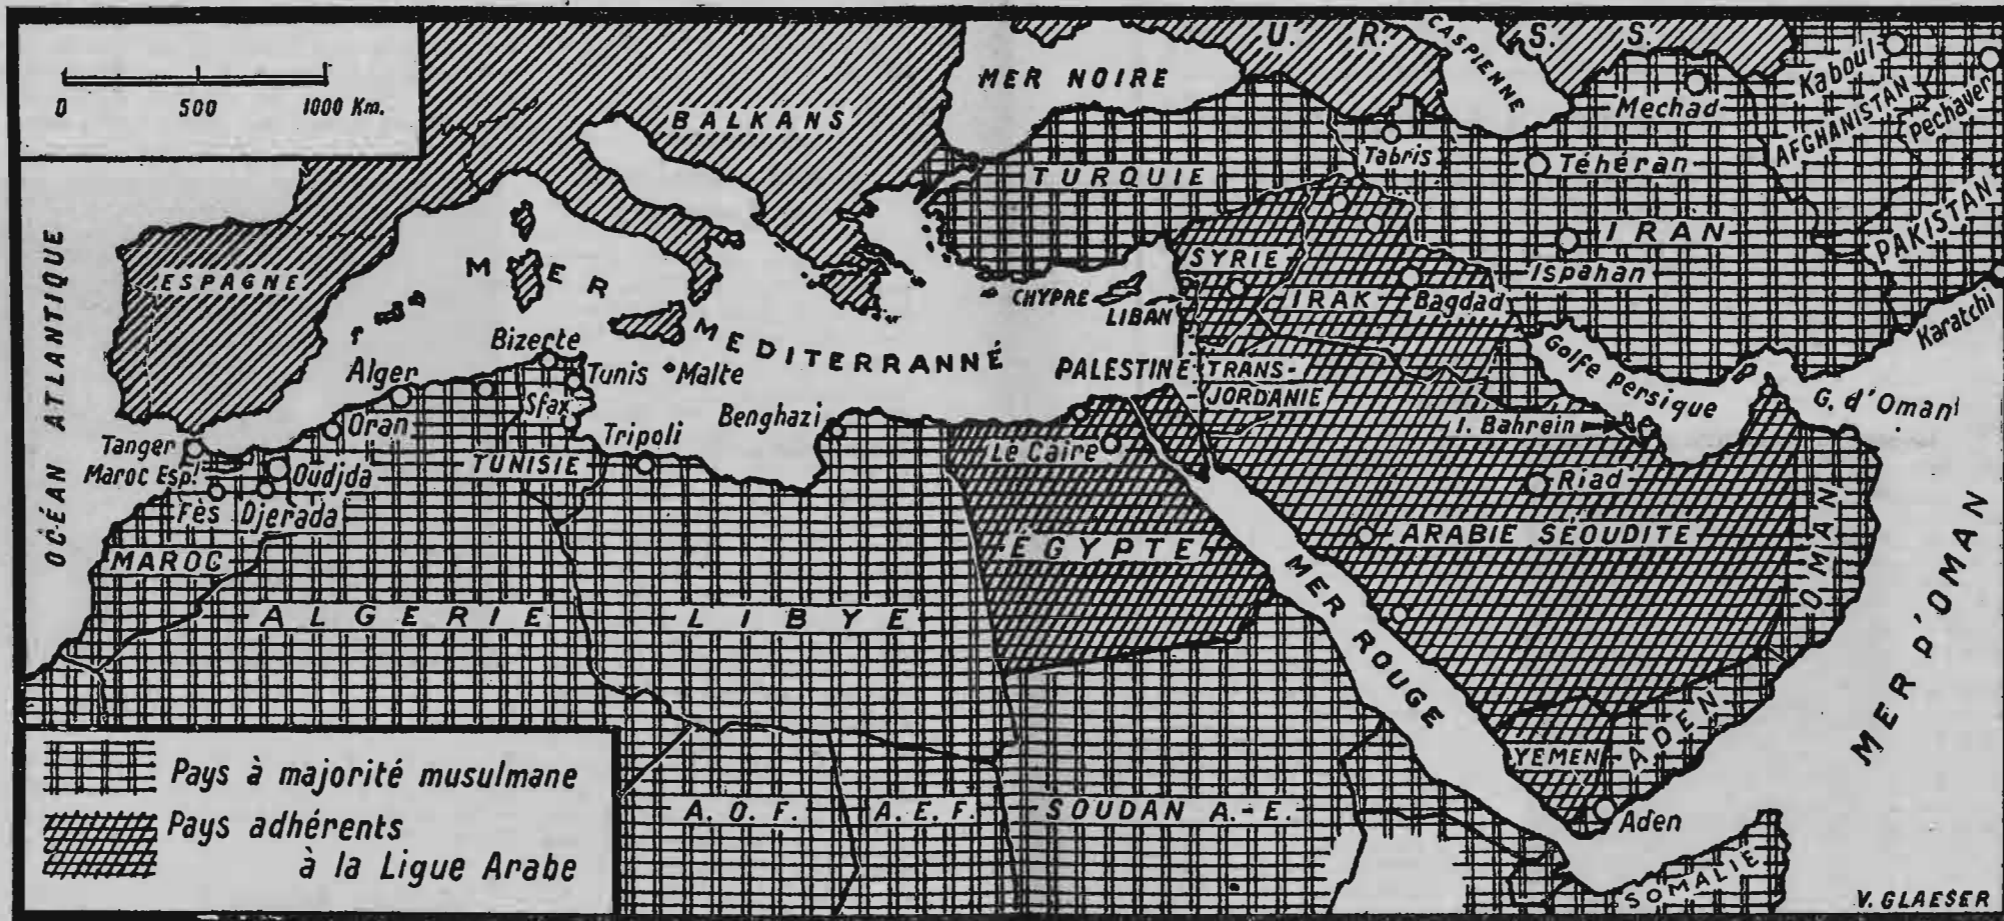 0 500 1000 Km.
U. R. S. S.
CASPIENNE
MER NOIRE
BALKANS
Kaboul
Mechad
AFGHANISTAN
Pechaver
Tabris
Téhéran
TURQUIE
PAKISTAN
IRAN
Ispahan
OCÉAN ATLANTIQUE
ESPAGNE
MER MEDITERRANNÉ
SYRIE
CHYPRE
LIBAN
IRAK
Bagdad
Karatchi
Golfe Persique
G. d'Oman
Bizerte
Alger
Tunis
Malte
PALESTINE
TRANS-
JORDANIE
Sfax
Oran
Benghazi
I. Bahrein
Tanger
Tripoli
Le Caire
Maroc Esp.
Oudjda
TUNISIE
Riad
Fès
Djerada
MAROC
ÉGYPTE
ARABIE SÉOUDITE
OMAN
MER D'OMAN
ALGERIE
LIBYE
MER ROUGE
ADEN
YEMEN
Pays à majorité musulmane
Pays adhérents
à la Ligue Arabe
A. O. F.
A. E. F.
SOUDAN A.-E.
Aden
SOMALIE
V. GLAESER